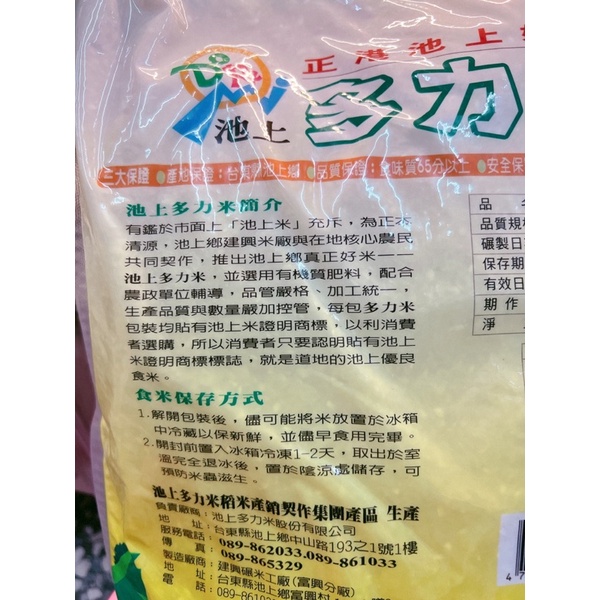 正港池上
池上
多力
三大保證 ●產地保證：台東縣池上鄉 ●品質保證：食味質65分以上 ●安全保
池上多力米簡介
有鑑於市面上「池上米」充斥，為正本
清源，池上鄉建興米廠與在地核心農民
共同契作，推出池上鄉真正好米——
池上多力米，並選用有機質肥料，配合
農政單位輔導，品管嚴格、加工統一，
生產品質與數量嚴加控管，每包多力米
包裝均貼有池上米證明商標，以利消費
者選購，所以消費者只要認明貼有池上
米證明商標標誌，就是道地的池上優良
食米。
食米保存方式
1.解開包裝後，儘可能將米放置於冰箱
中冷藏以保新鮮，並儘早食用完畢。
2.開封前置入冰箱冷凍1-2天，取出於室
溫完全退冰後，置於陰涼處儲存，可
預防米蟲滋生。
池上多力米稻米產銷契作集團產區 生產
負責廠商：池上多力米股份有限公司
地 址：台東縣池上鄉中山路193之1號1樓
服務電話：089-862033.089-861033
傳 真：089-865329
製造廠商：建興碾米工廠（富興分廠）
地 址：台東縣池上鄉富興村
電 話：089-8610
品
品質規
碾製日
保存期
有效日
期作
淨
4